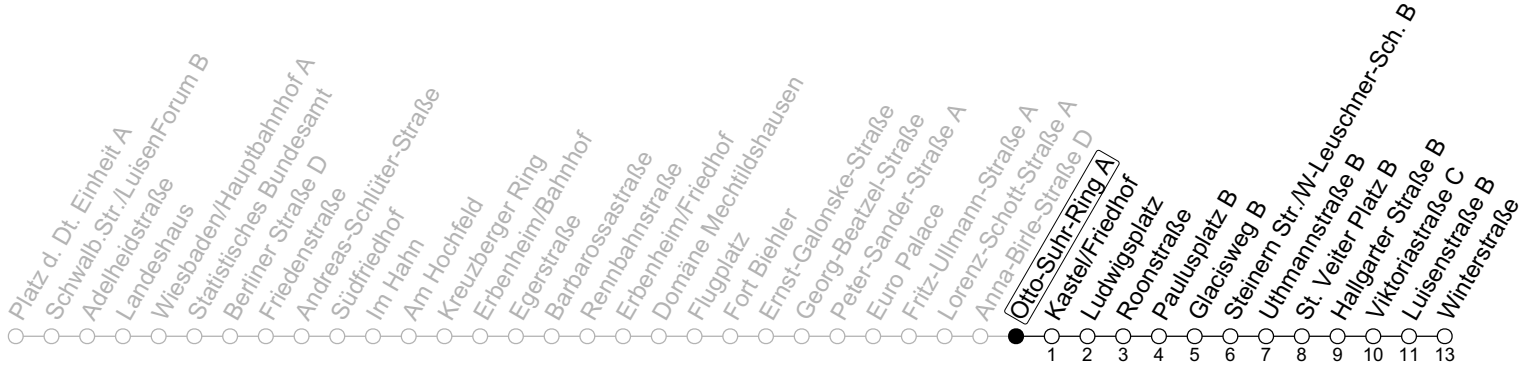 Platz d. Dt. Einheit A
Schwalb.Str./LuisenForum B
Adelheidstraße
Landeshaus
Wiesbaden/Hauptbahnhof A
Statistisches Bundesamt
Berliner Straße D
Friedenstraße
Andreas-Schlüter-Straße
Südfriedhof
Im Hahn
Am Hochfeld
Kreuzberger Ring
Erbenheim/Bahnhof
Egerstraße
Barbarossastraße
Rennbahnstraße
Erbenheim/Friedhof
Domäne Mechtildshausen
Flugplatz
Fort Biehler
Ernst-Galonske-Straße
Georg-Beatzel-Straße
Peter-Sander-Straße A
Euro Palace
Fritz-Ullmann-Straße A
Lorenz-Schott-Straße A
Anna-Birle-Straße D
Otto-Suhr-Ring A
Kastel/Friedhof
Ludwigsplatz
Roonstraße
Paulusplatz B
Glacisweg B
Steinern Str./W-Leuschner-Sch. B
Uthmannstraße B
St. Veiter Platz B
Hallgarter Straße B
Viktoriastraße C
Luisenstraße B
Winterstraße
1 2 3 4 5 6 7 8 9 10 11 13